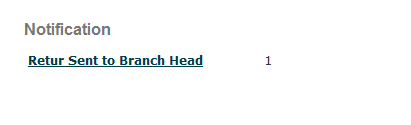 Notification
Retur Sent to Branch Head 1